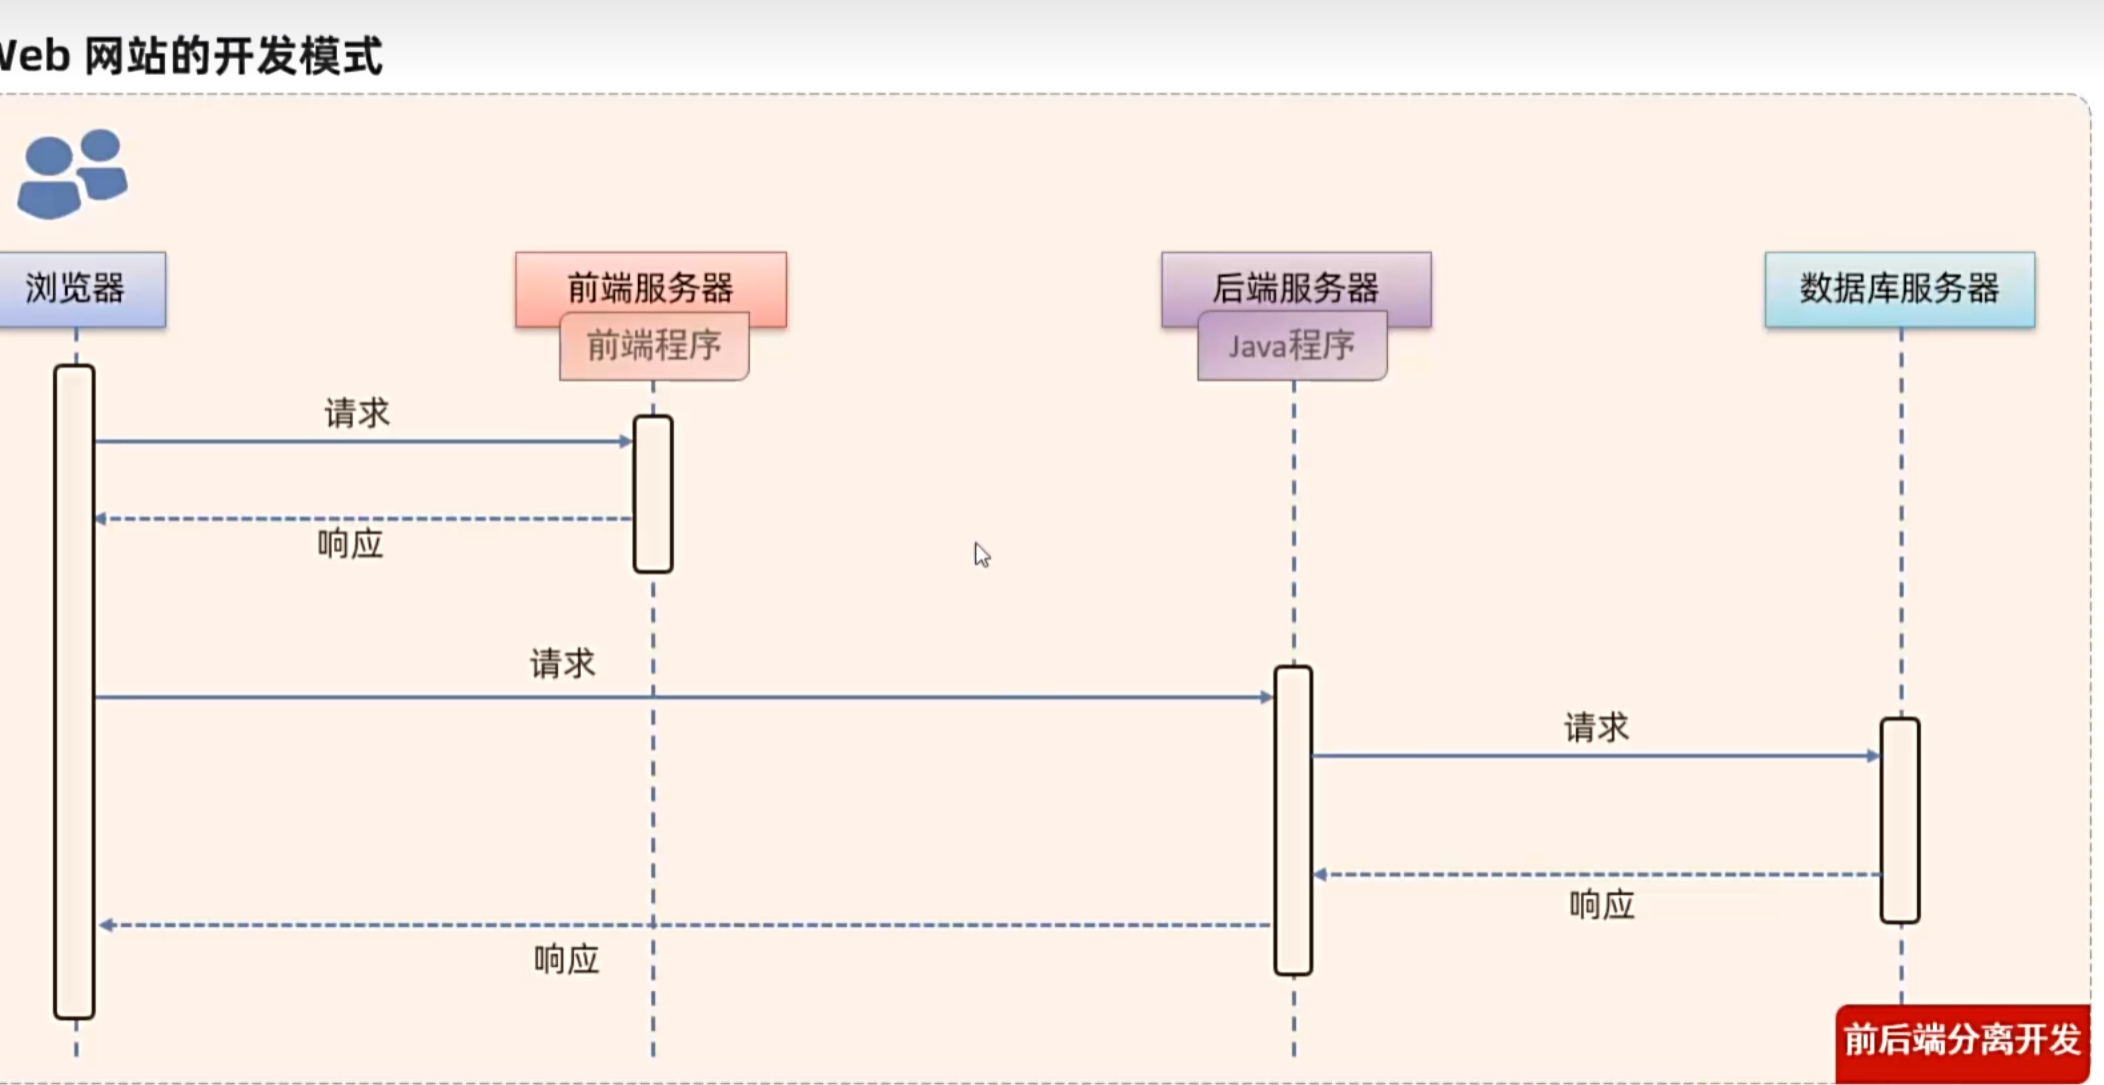 Web 网站的开发模式
浏览器
前端服务器
后端服务器
数据库服务器
前端程序
Java程序
请求
响应
请求
请求
响应
响应
前后端分离开发